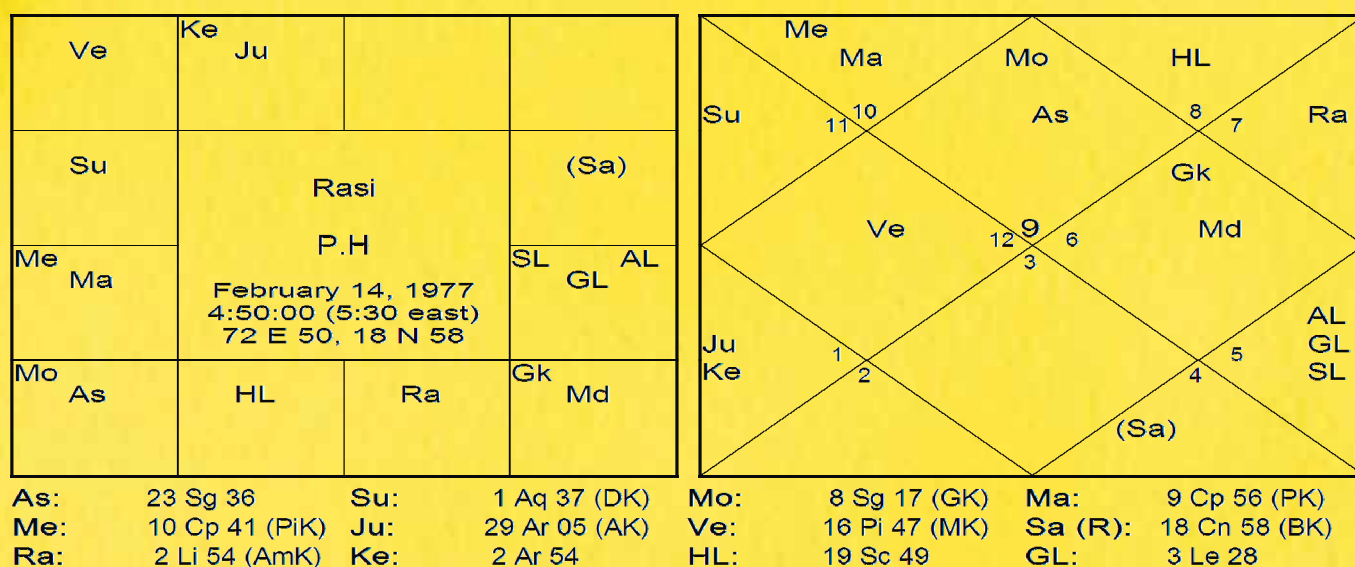 Ve
Ke
Ju
Su
Rasi
P.H
February 14, 1977
4:50:00 (5:30 east)
72 E 50, 18 N 58
(Sa)
Me
Ma
SL AL
GL
Mo
As
HL
Ra
Gk
Md
Me
Ma
Mo
HL
Su
11
10
As
8
7
Ra
Gk
Ve
12
9
6
3
Md
Ju
Ke
1
2
4
5
AL
GL
SL
(Sa)
As: 23 Sg 36 Su: 1 Aq 37 (DK) Mo: 8 Sg 17 (GK) Ma: 9 Cp 56 (PK)
Me: 10 Cp 41 (PiK) Ju: 29 Ar 05 (AK) Ve: 16 Pi 47 (MK) Sa (R): 18 Cn 58 (BK)
Ra: 2 Li 54 (AmK) Ke: 2 Ar 54 HL: 19 Sc 49 GL: 3 Le 28